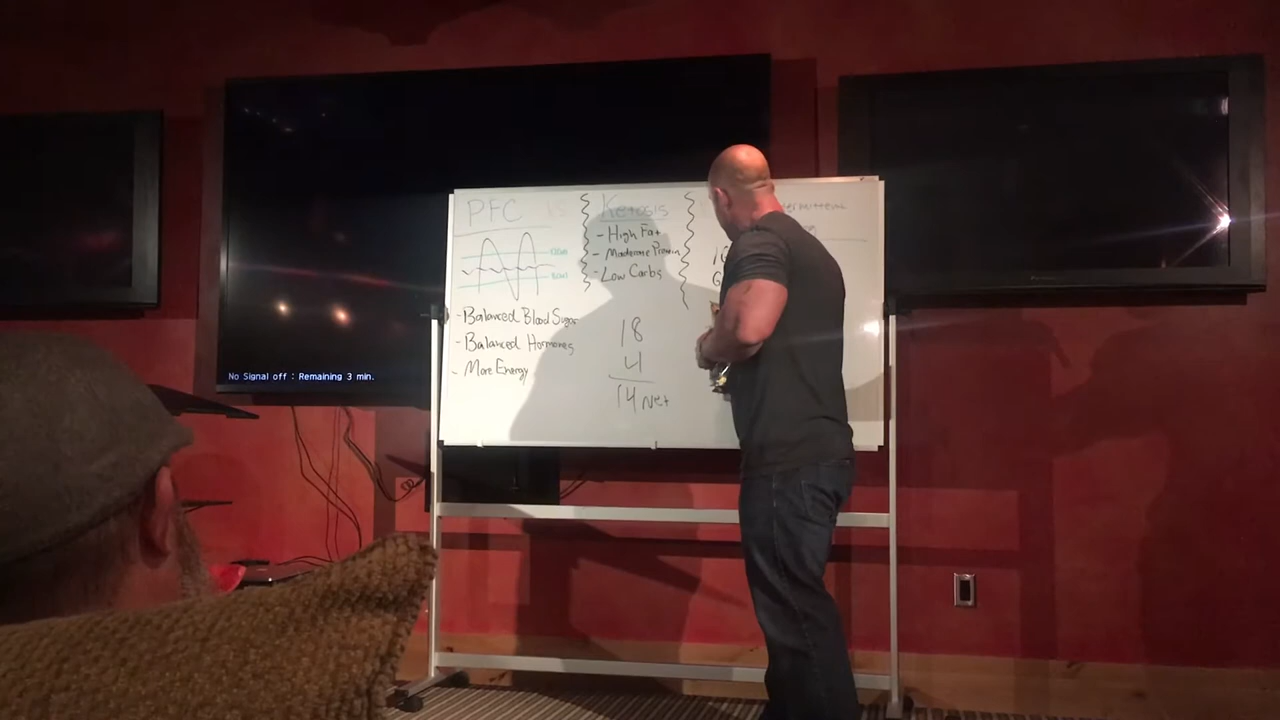 PFC
Ketosis
- High Fat
- Moderate Protein
- Low Carbs
- Balanced Blood Sugar
- Balanced Hormones
- More Energy
18
4
14 Net
No Signal off : Remaining 3 min.